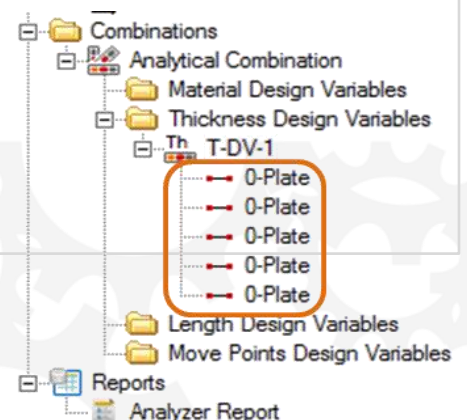 Combinations
Analytical Combination
Material Design Variables
Thickness Design Variables
Th T-DV-1
0-Plate
0-Plate
0-Plate
0-Plate
0-Plate
Length Design Variables
Move Points Design Variables
Reports
Analyzer Report